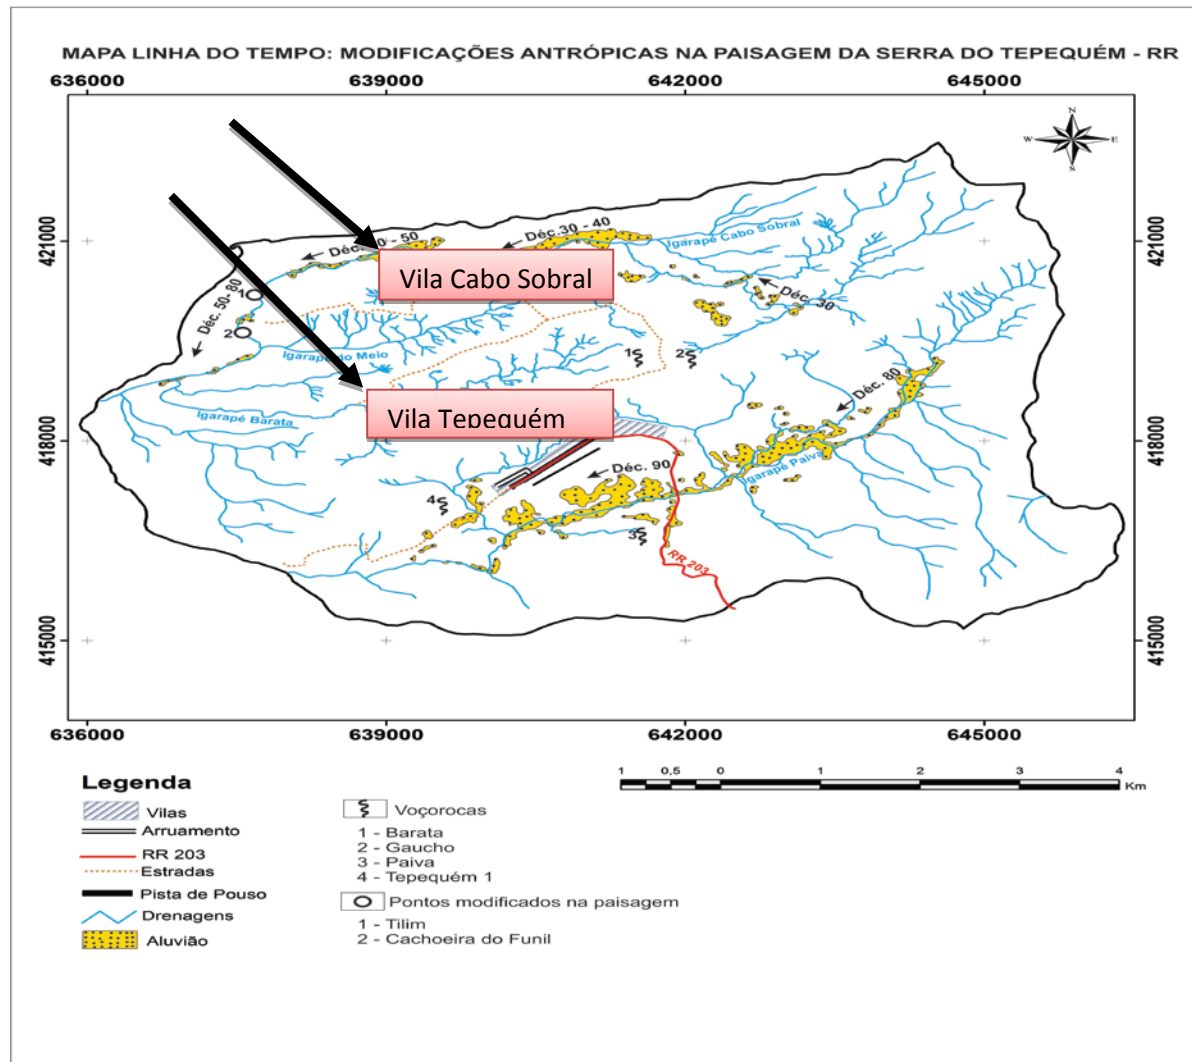 MAPA LINHA DO TEMPO: MODIFICAÇÕES ANTRÓPICAS NA PAISAGEM DA SERRA DO TEPEQUÉM - RR
636000 639000 642000 645000
N
W E
S
421000 421000
Déc. 30 - 40
Igarapé Cabo Sobral
Vila Cabo Sobral
Déc. 30
1
Déc. 50- 80
2
1 2
Igarapé do Meio
Déc. 80
Vila Tepequém
Igarapé Barata
418000 418000
Igarapé Paiva
Déc. 90
4
3
RR 203
415000 415000
636000 639000 642000 645000
1 0,5 0 1 2 3 4
Km
Legenda
Vilas
Arruamento
RR 203
Estradas
Pista de Pouso
Drenagens
Aluvião
Voçorocas
1 - Barata
2 - Gaucho
3 - Paiva
4 - Tepequém 1
Pontos modificados na paisagem
1 - Tilim
2 - Cachoeira do Funil